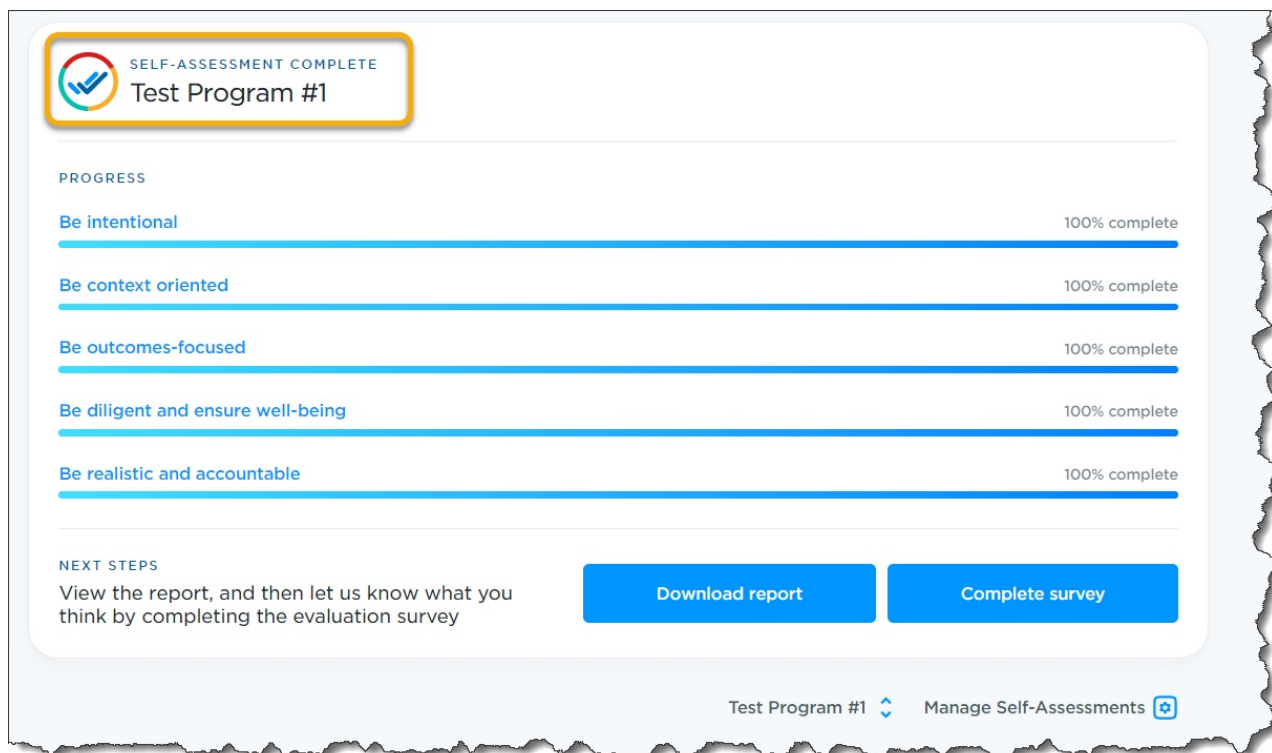 SELF-ASSESSMENT COMPLETE
Test Program #1
PROGRESS
Be intentional
100% complete
Be context oriented
100% complete
Be outcomes-focused
100% complete
Be diligent and ensure well-being
100% complete
Be realistic and accountable
100% complete
NEXT STEPS
View the report, and then let us know what you
think by completing the evaluation survey
Download report
Complete survey
Test Program #1
Manage Self-Assessments